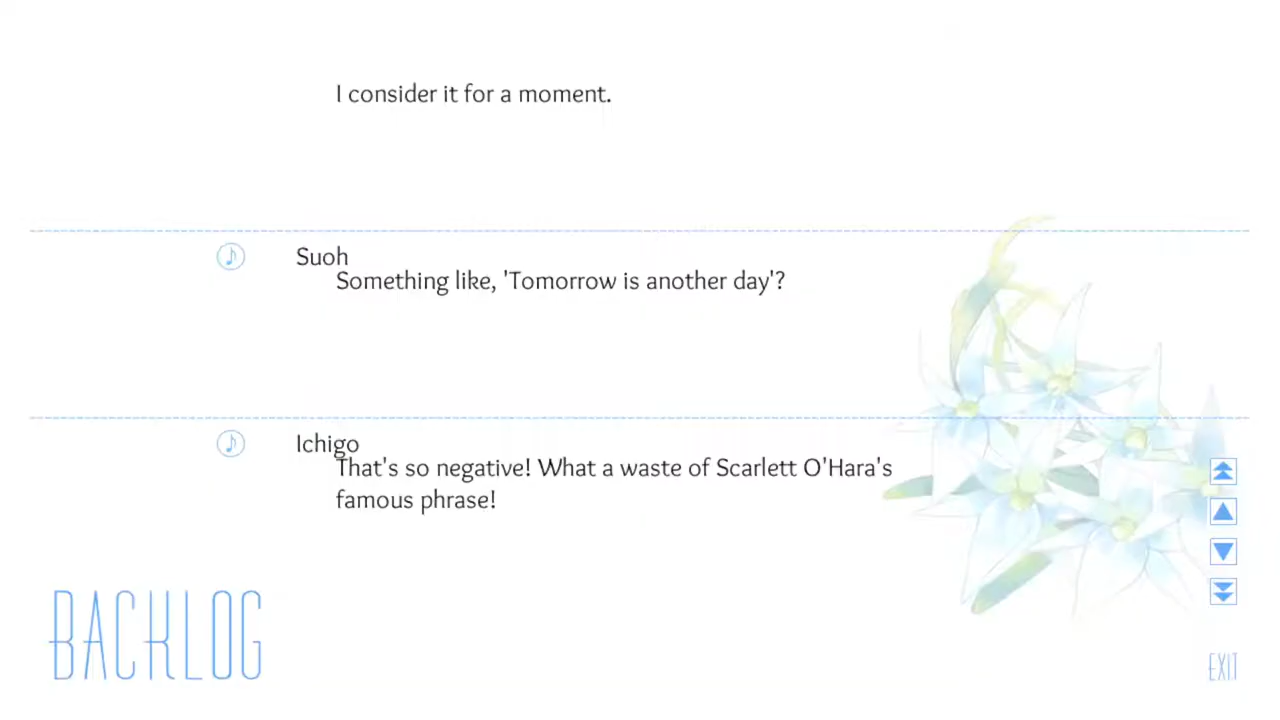 I consider it for a moment.
Suoh
Something like, 'Tomorrow is another day'?
Ichigo
That's so negative! What a waste of Scarlett O'Hara's
famous phrase!
BACKLOG
EXIT